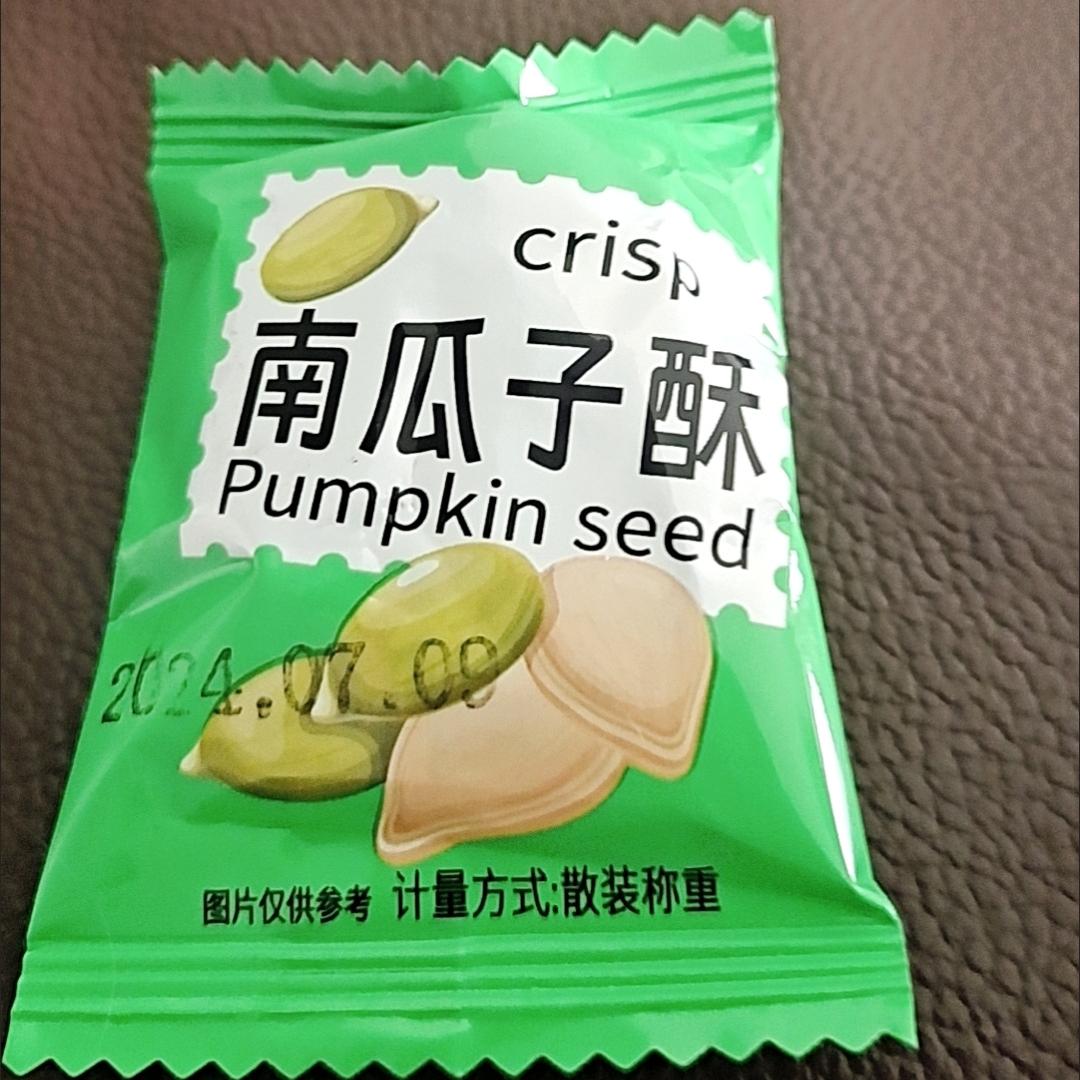 crisp
南瓜子酥
Pumpkin seed
2024.07.09
图片仅供参考 计量方式:散装称重